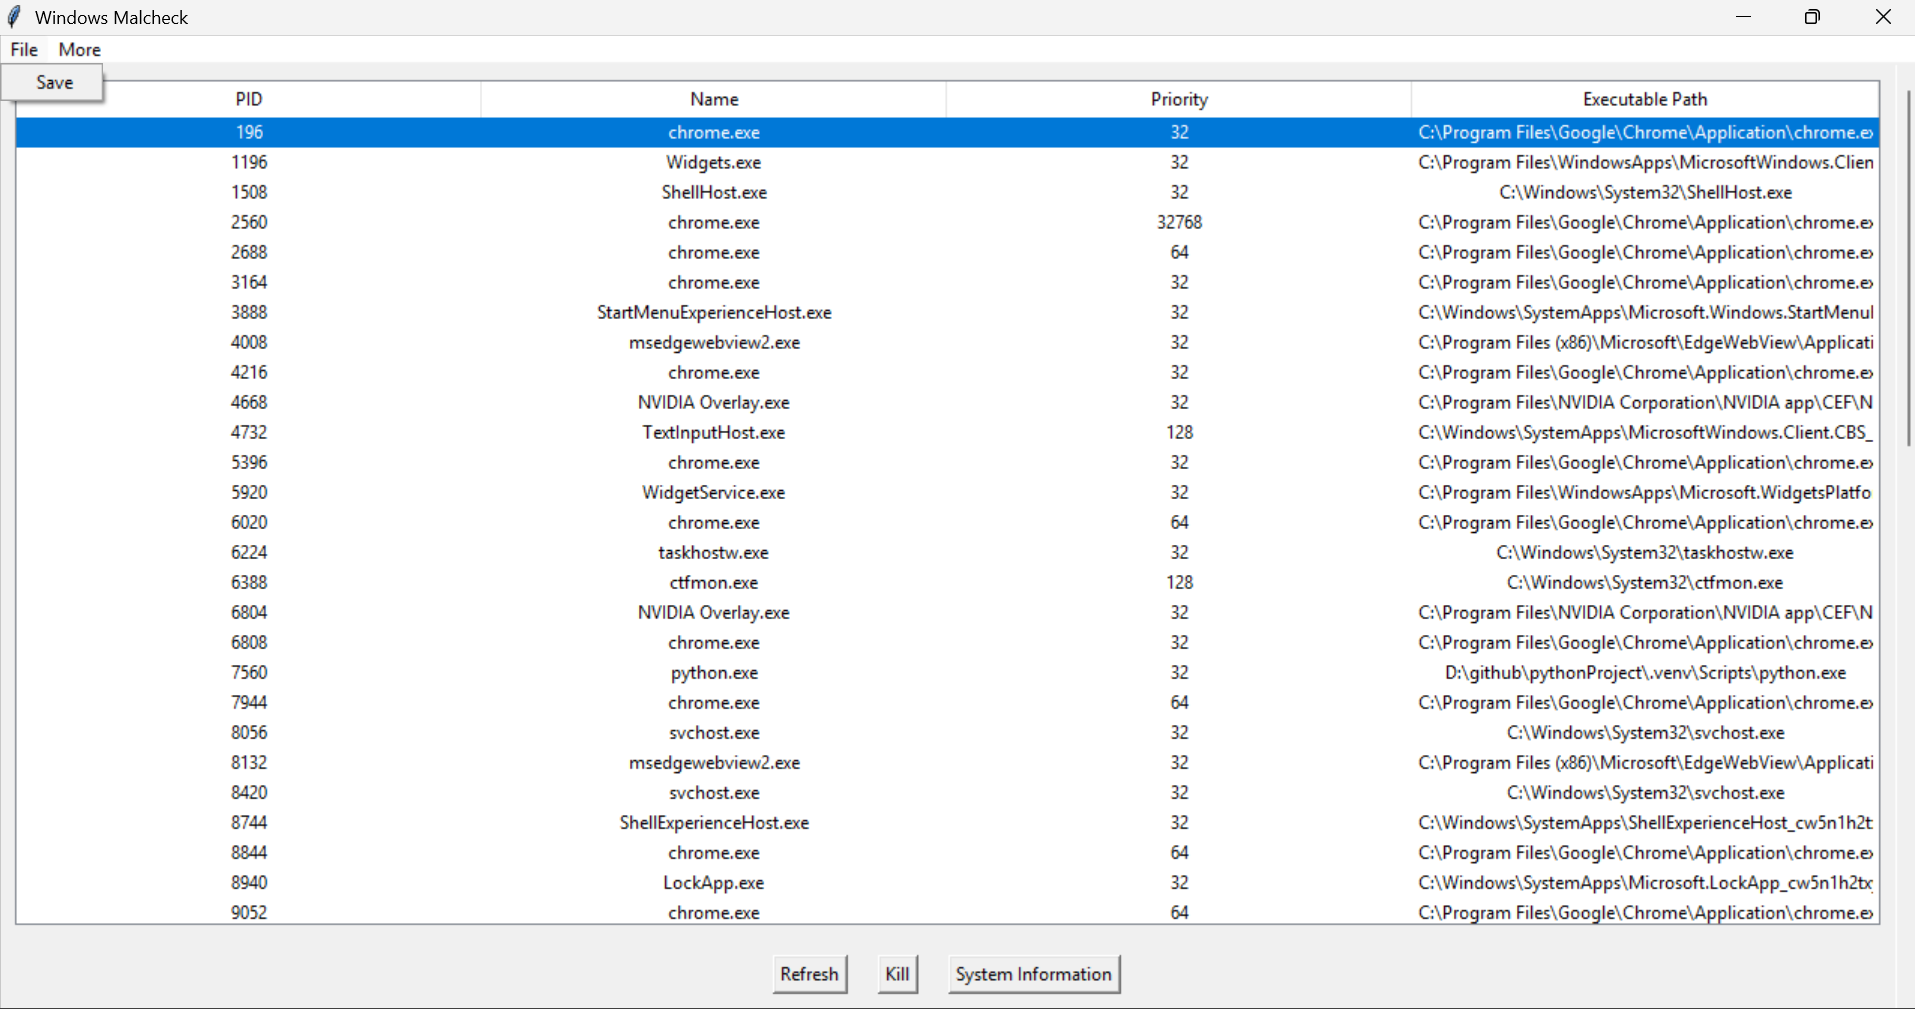 Windows Malcheck
File More
Save
PID Name Priority Executable Path
196 chrome.exe 32 C:\Program Files\Google\Chrome\Application\chrome.ex
1196 Widgets.exe 32 C:\Program Files\WindowsApps\MicrosoftWindows.Clien
1508 ShellHost.exe 32 C:\Windows\System32\ShellHost.exe
2560 chrome.exe 32768 C:\Program Files\Google\Chrome\Application\chrome.ex
2688 chrome.exe 64 C:\Program Files\Google\Chrome\Application\chrome.ex
3164 chrome.exe 32 C:\Program Files\Google\Chrome\Application\chrome.ex
3888 StartMenuExperienceHost.exe 32 C:\Windows\SystemApps\Microsoft.Windows.StartMenuI
4008 msedgewebview2.exe 32 C:\Program Files (x86)\Microsoft\EdgeWebView\Applicati
4216 chrome.exe 32 C:\Program Files\Google\Chrome\Application\chrome.ex
4668 NVIDIA Overlay.exe 32 C:\Program Files\NVIDIA Corporation\NVIDIA app\CEF\N
4732 TextInputHost.exe 128 C:\Windows\SystemApps\MicrosoftWindows.Client.CBS_
5396 chrome.exe 32 C:\Program Files\Google\Chrome\Application\chrome.ex
5920 WidgetService.exe 32 C:\Program Files\WindowsApps\Microsoft.WidgetsPlatfo
6020 chrome.exe 64 C:\Program Files\Google\Chrome\Application\chrome.ex
6224 taskhostw.exe 32 C:\Windows\System32\taskhostw.exe
6388 ctfmon.exe 128 C:\Windows\System32\ctfmon.exe
6804 NVIDIA Overlay.exe 32 C:\Program Files\NVIDIA Corporation\NVIDIA app\CEF\N
6808 chrome.exe 32 C:\Program Files\Google\Chrome\Application\chrome.ex
7560 python.exe 32 D:\github\pythonProject\.venv\Scripts\python.exe
7944 chrome.exe 64 C:\Program Files\Google\Chrome\Application\chrome.ex
8056 svchost.exe 32 C:\Windows\System32\svchost.exe
8132 msedgewebview2.exe 32 C:\Program Files (x86)\Microsoft\EdgeWebView\Applicati
8420 svchost.exe 32 C:\Windows\System32\svchost.exe
8744 ShellExperienceHost.exe 32 C:\Windows\SystemApps\ShellExperienceHost_cw5n1h2t
8844 chrome.exe 64 C:\Program Files\Google\Chrome\Application\chrome.ex
8940 LockApp.exe 32 C:\Windows\SystemApps\Microsoft.LockApp_cw5n1h2tx
9052 chrome.exe 64 C:\Program Files\Google\Chrome\Application\chrome.ex
Refresh Kill System Information